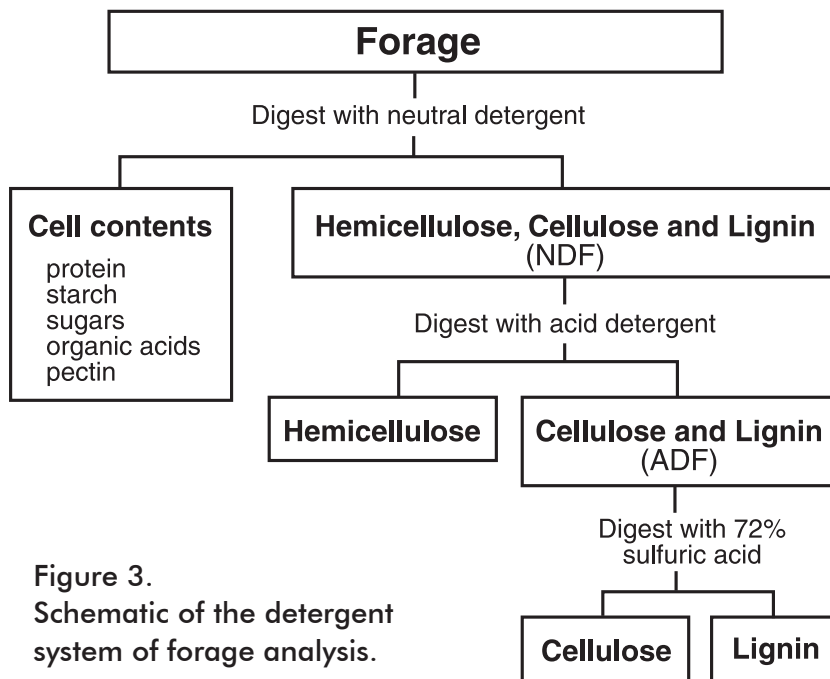 Forage
Digest with neutral detergent
Cell contents
protein
starch
sugars
organic acids
pectin
Hemicellulose, Cellulose and Lignin
(NDF)
Digest with acid detergent
Hemicellulose
Cellulose and Lignin
(ADF)
Digest with 72%
sulfuric acid
Cellulose
Lignin
Figure 3.
Schematic of the detergent
system of forage analysis.